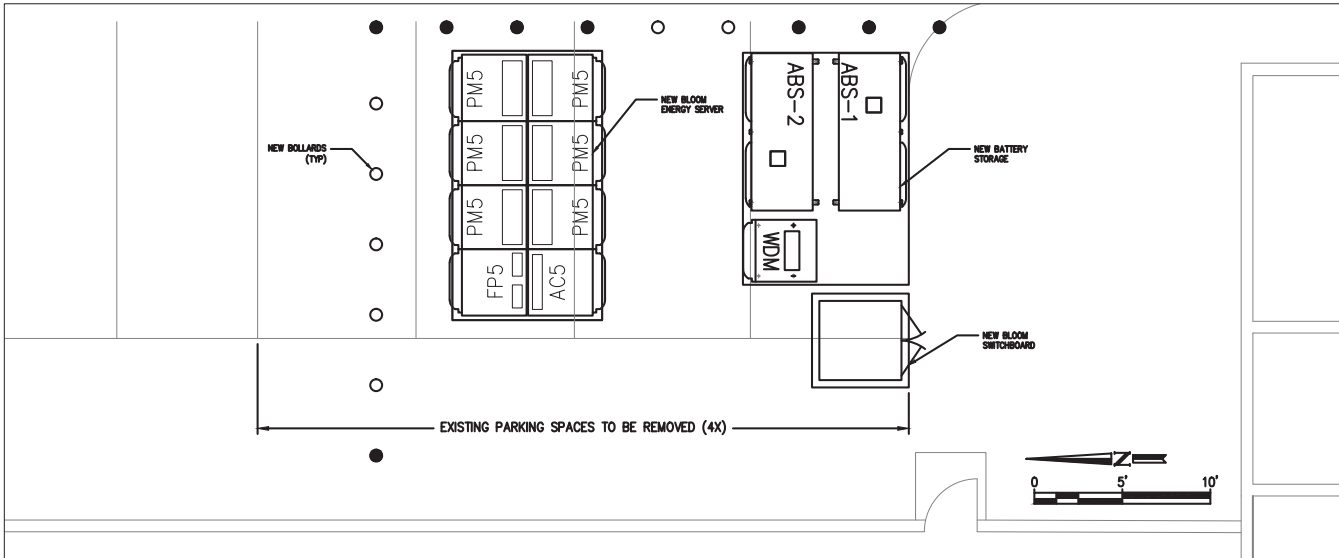 PM5
PM5
PM5
PM5
PM5
PM5
FP5
AC5
ABS-2
ABS-1
WDM
NEW BOLLARDS
(TYP)
NEW BLOOM
ENERGY SERVER
NEW BATTERY
STORAGE
NEW BLOOM
SWITCHBOARD
EXISTING PARKING SPACES TO BE REMOVED (4X)
N
0 5' 10'